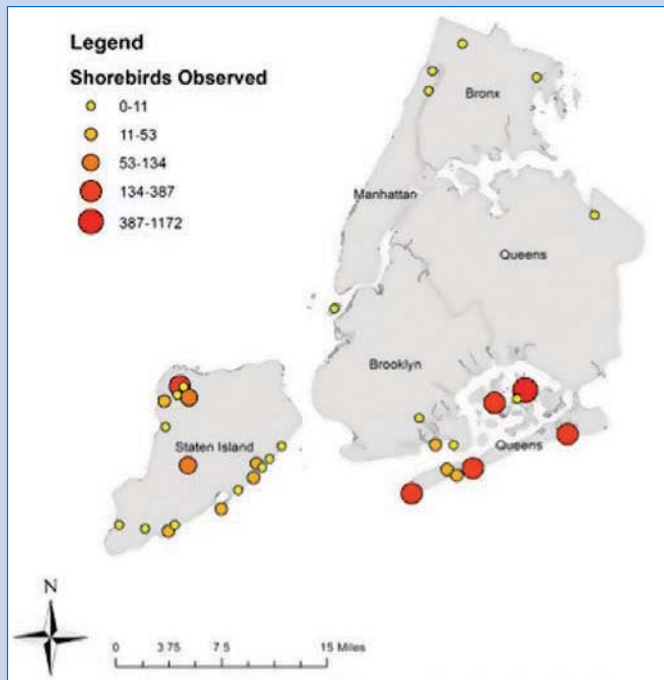 Legend
Shorebirds Observed
0-11
11-53
53-134
134-387
387-1172
Bronx
Manhattan
Queens
Brooklyn
Queens
Staten Island
N
0 3.75 7.5 15 Miles